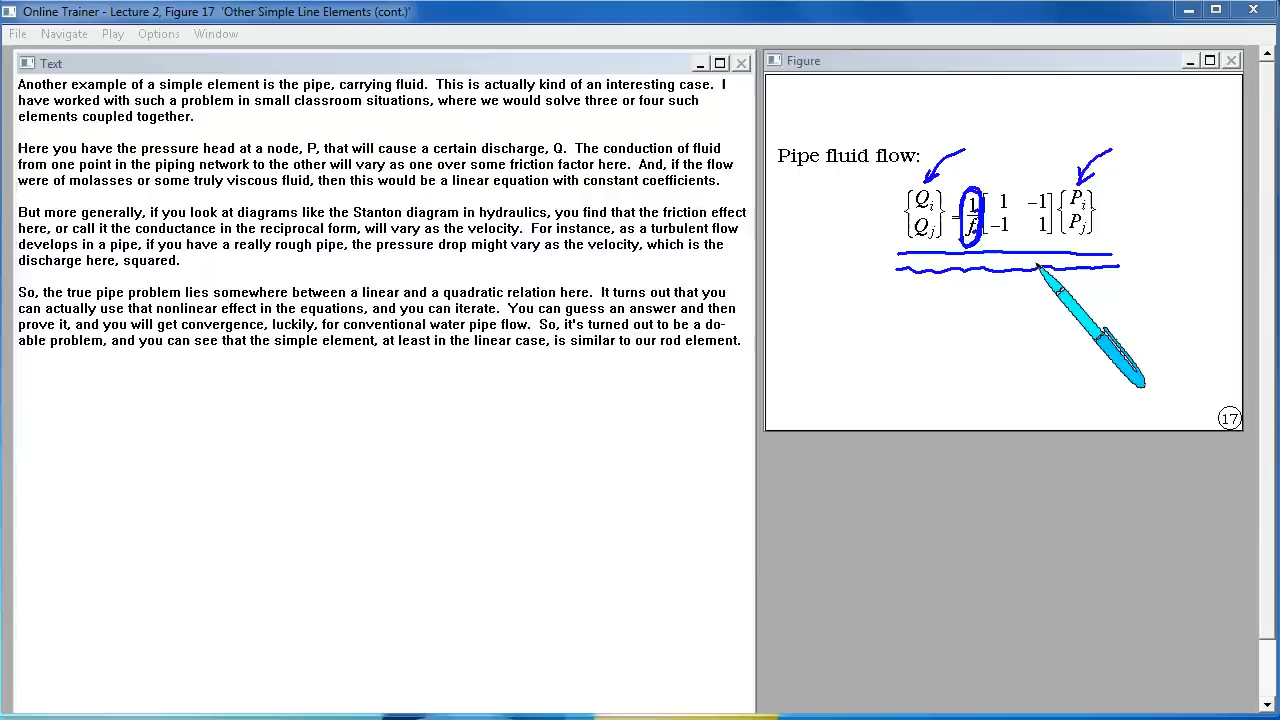 Online Trainer - Lecture 2, Figure 17 'Other Simple Line Elements (cont.)'
File Navigate Play Options Window
Text
Another example of a simple element is the pipe, carrying fluid. This is actually kind of an interesting case. I
have worked with such a problem in small classroom situations, where we would solve three or four such
elements coupled together.
Here you have the pressure head at a node, P, that will cause a certain discharge, Q. The conduction of fluid
from one point in the piping network to the other will vary as one over some friction factor here. And, if the flow
were of molasses or some truly viscous fluid, then this would be a linear equation with constant coefficients.
But more generally, if you look at diagrams like the Stanton diagram in hydraulics, you find that the friction effect
here, or call it the conductance in the reciprocal form, will vary as the velocity. For instance, as a turbulent flow
develops in a pipe, if you have a really rough pipe, the pressure drop might vary as the velocity, which is the
discharge here, squared.
So, the true pipe problem lies somewhere between a linear and a quadratic relation here. It turns out that you
can actually use that nonlinear effect in the equations, and you can iterate. You can guess an answer and then
prove it, and you will get convergence, luckily, for conventional water pipe flow. So, it's turned out to be a do-
able problem, and you can see that the simple element, at least in the linear case, is similar to our rod element.
Figure
Pipe fluid flow:
{Qi} 1 [1 -1] {Pi}
{Qj} = f [-1 1] {Pj}
17